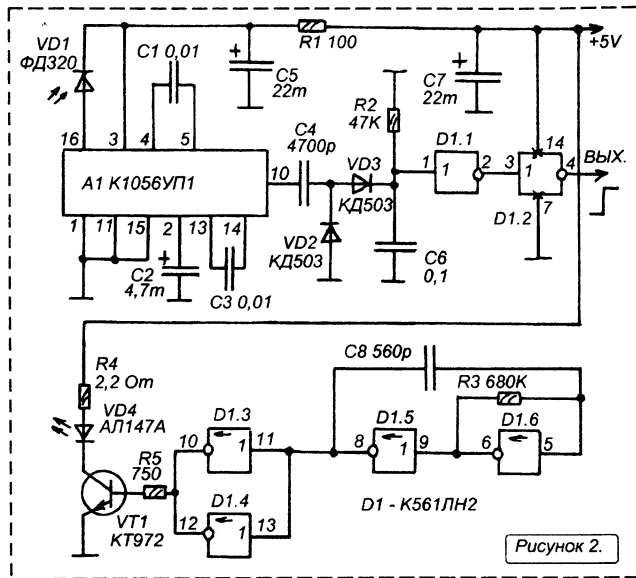 VD1
ФД320
C1 0,01
R1 100
+5V
C5
22m
C7
22m
R2
47K
16
3
4
5
C4
4700p
А1 К1056УП1
10
VD3
КД503
D1.1
1
1
2
3
1
14
4
ВЫХ.
7
D1.2
1
11
15
2
13
14
VD2
КД503
C6
0,1
C2
4,7m
C3 0,01
C8 560p
R3 680K
R4
2,2 Om
VD4
АЛ147А
D1.3
D1.5
D1.6
10
1
11
8
1
9
6
1
5
R5
750
D1.4
12
1
13
D1 - К561ЛН2
VT1
КТ972
Рисунок 2.